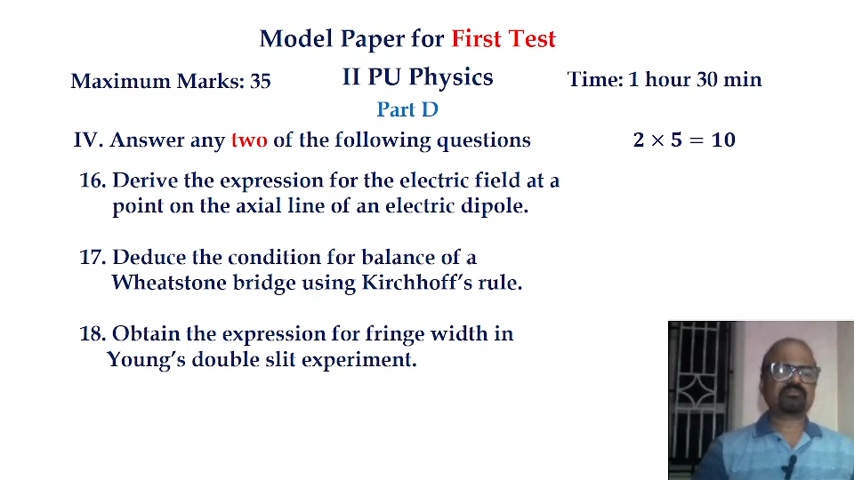 Model Paper for First Test
Maximum Marks: 35 II PU Physics Time: 1 hour 30 min
Part D
IV. Answer any two of the following questions 2 × 5 = 10
16. Derive the expression for the electric field at a
point on the axial line of an electric dipole.
17. Deduce the condition for balance of a
Wheatstone bridge using Kirchhoff's rule.
18. Obtain the expression for fringe width in
Young's double slit experiment.